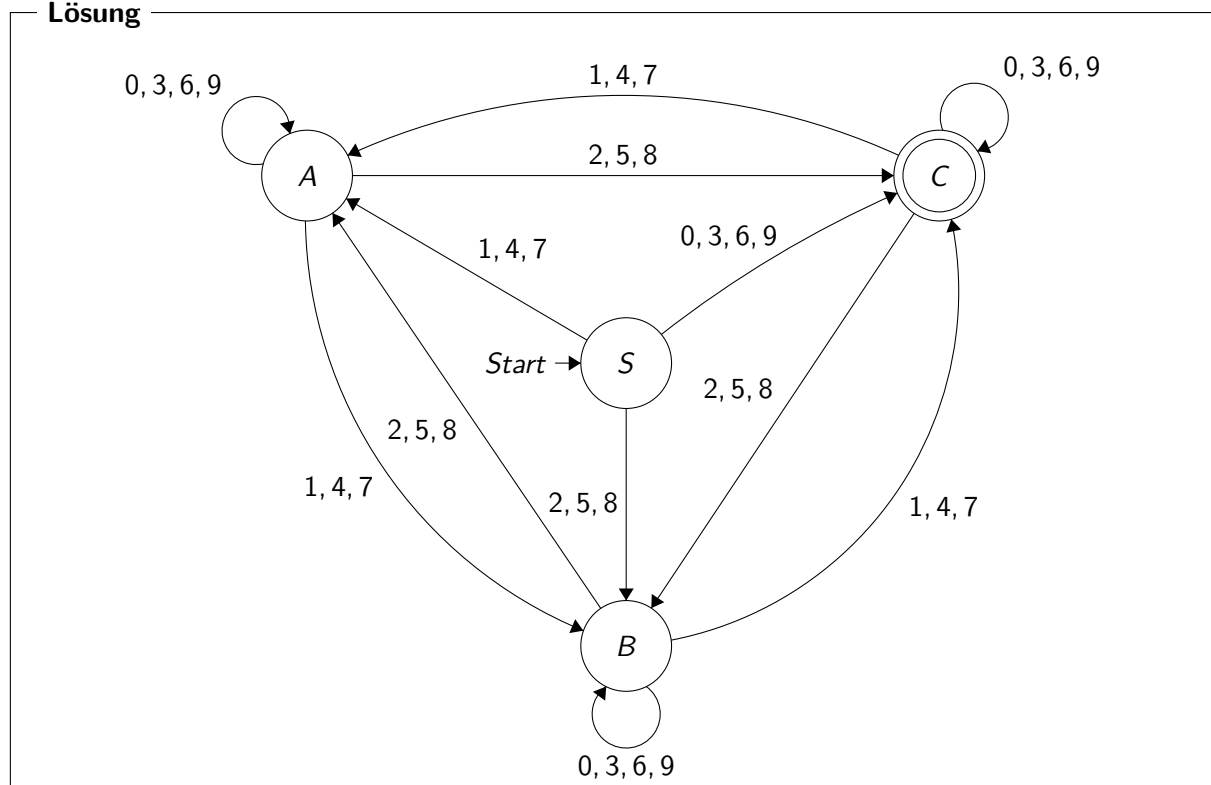 Lösung
0, 3, 6, 9
1, 4, 7
0, 3, 6, 9
A
2, 5, 8
C
1, 4, 7
0, 3, 6, 9
Start
S
2, 5, 8
2, 5, 8
1, 4, 7
2, 5, 8
1, 4, 7
B
0, 3, 6, 9